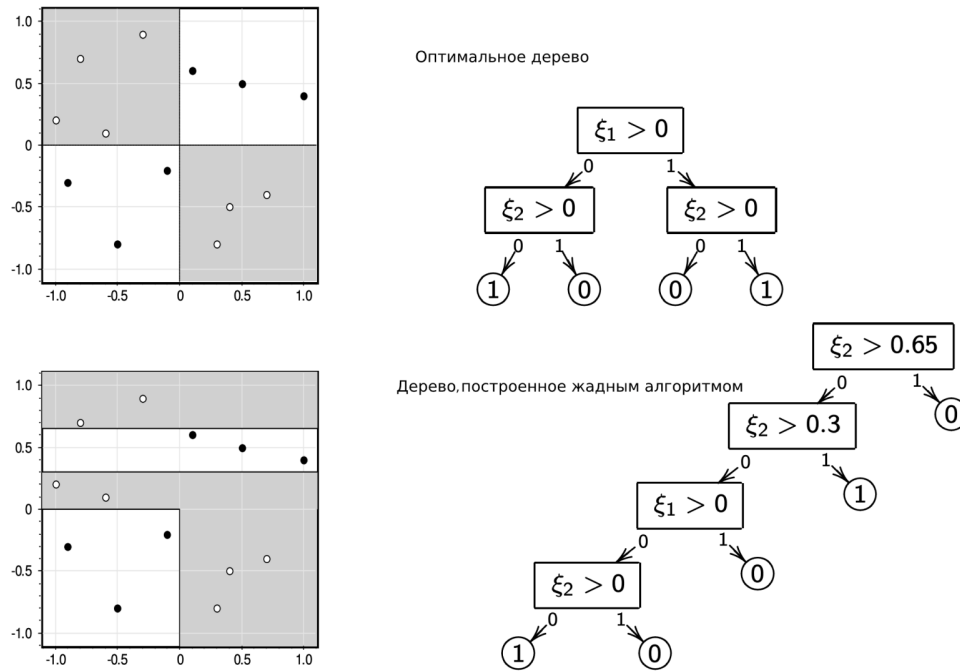 1.0
0.5
0
-0.5
-1.0
-1.0 -0.5 0 0.5 1.0
Оптимальное дерево
ξ₁ > 0
0 1
ξ₂ > 0 ξ₂ > 0
0 1 0 1
1 0 0 1
1.0
0.5
0
-0.5
-1.0
-1.0 -0.5 0 0.5 1.0
Дерево,построенное жадным алгоритмом
ξ₂ > 0.65
0 1
ξ₂ > 0.3 0
0 1
ξ₁ > 0 1
0 1
ξ₂ > 0 0
0 1
1 0